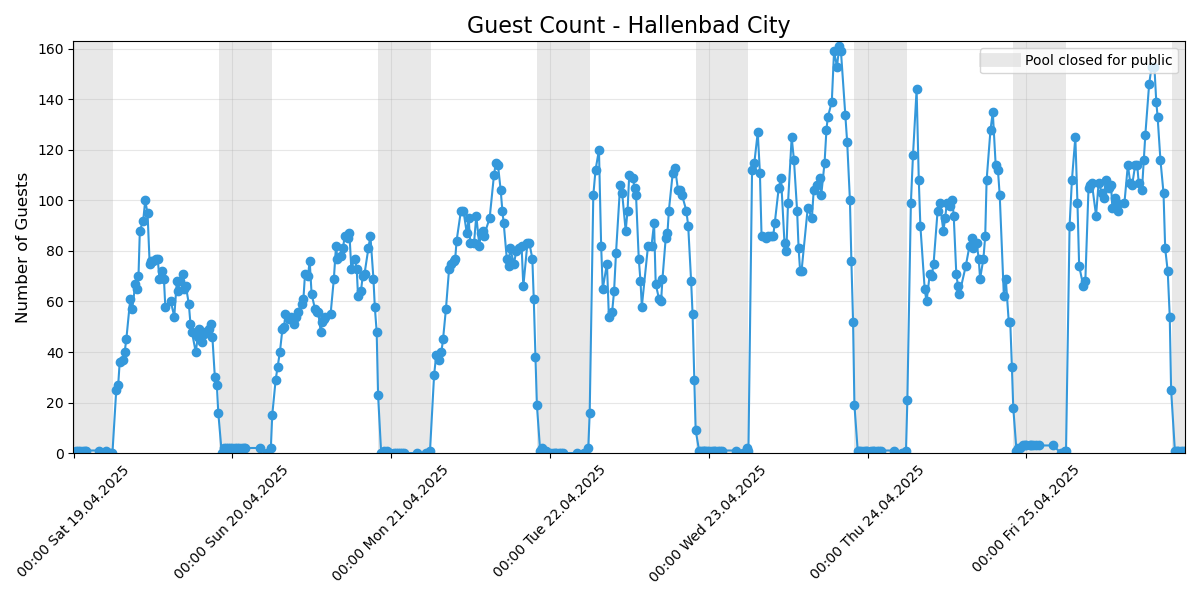 Guest Count - Hallenbad City
Pool closed for public
Number of Guests
160
140
120
100
80
60
40
20
0
00:00 Sat 19.04.2025
00:00 Sun 20.04.2025
00:00 Mon 21.04.2025
00:00 Tue 22.04.2025
00:00 Wed 23.04.2025
00:00 Thu 24.04.2025
00:00 Fri 25.04.2025